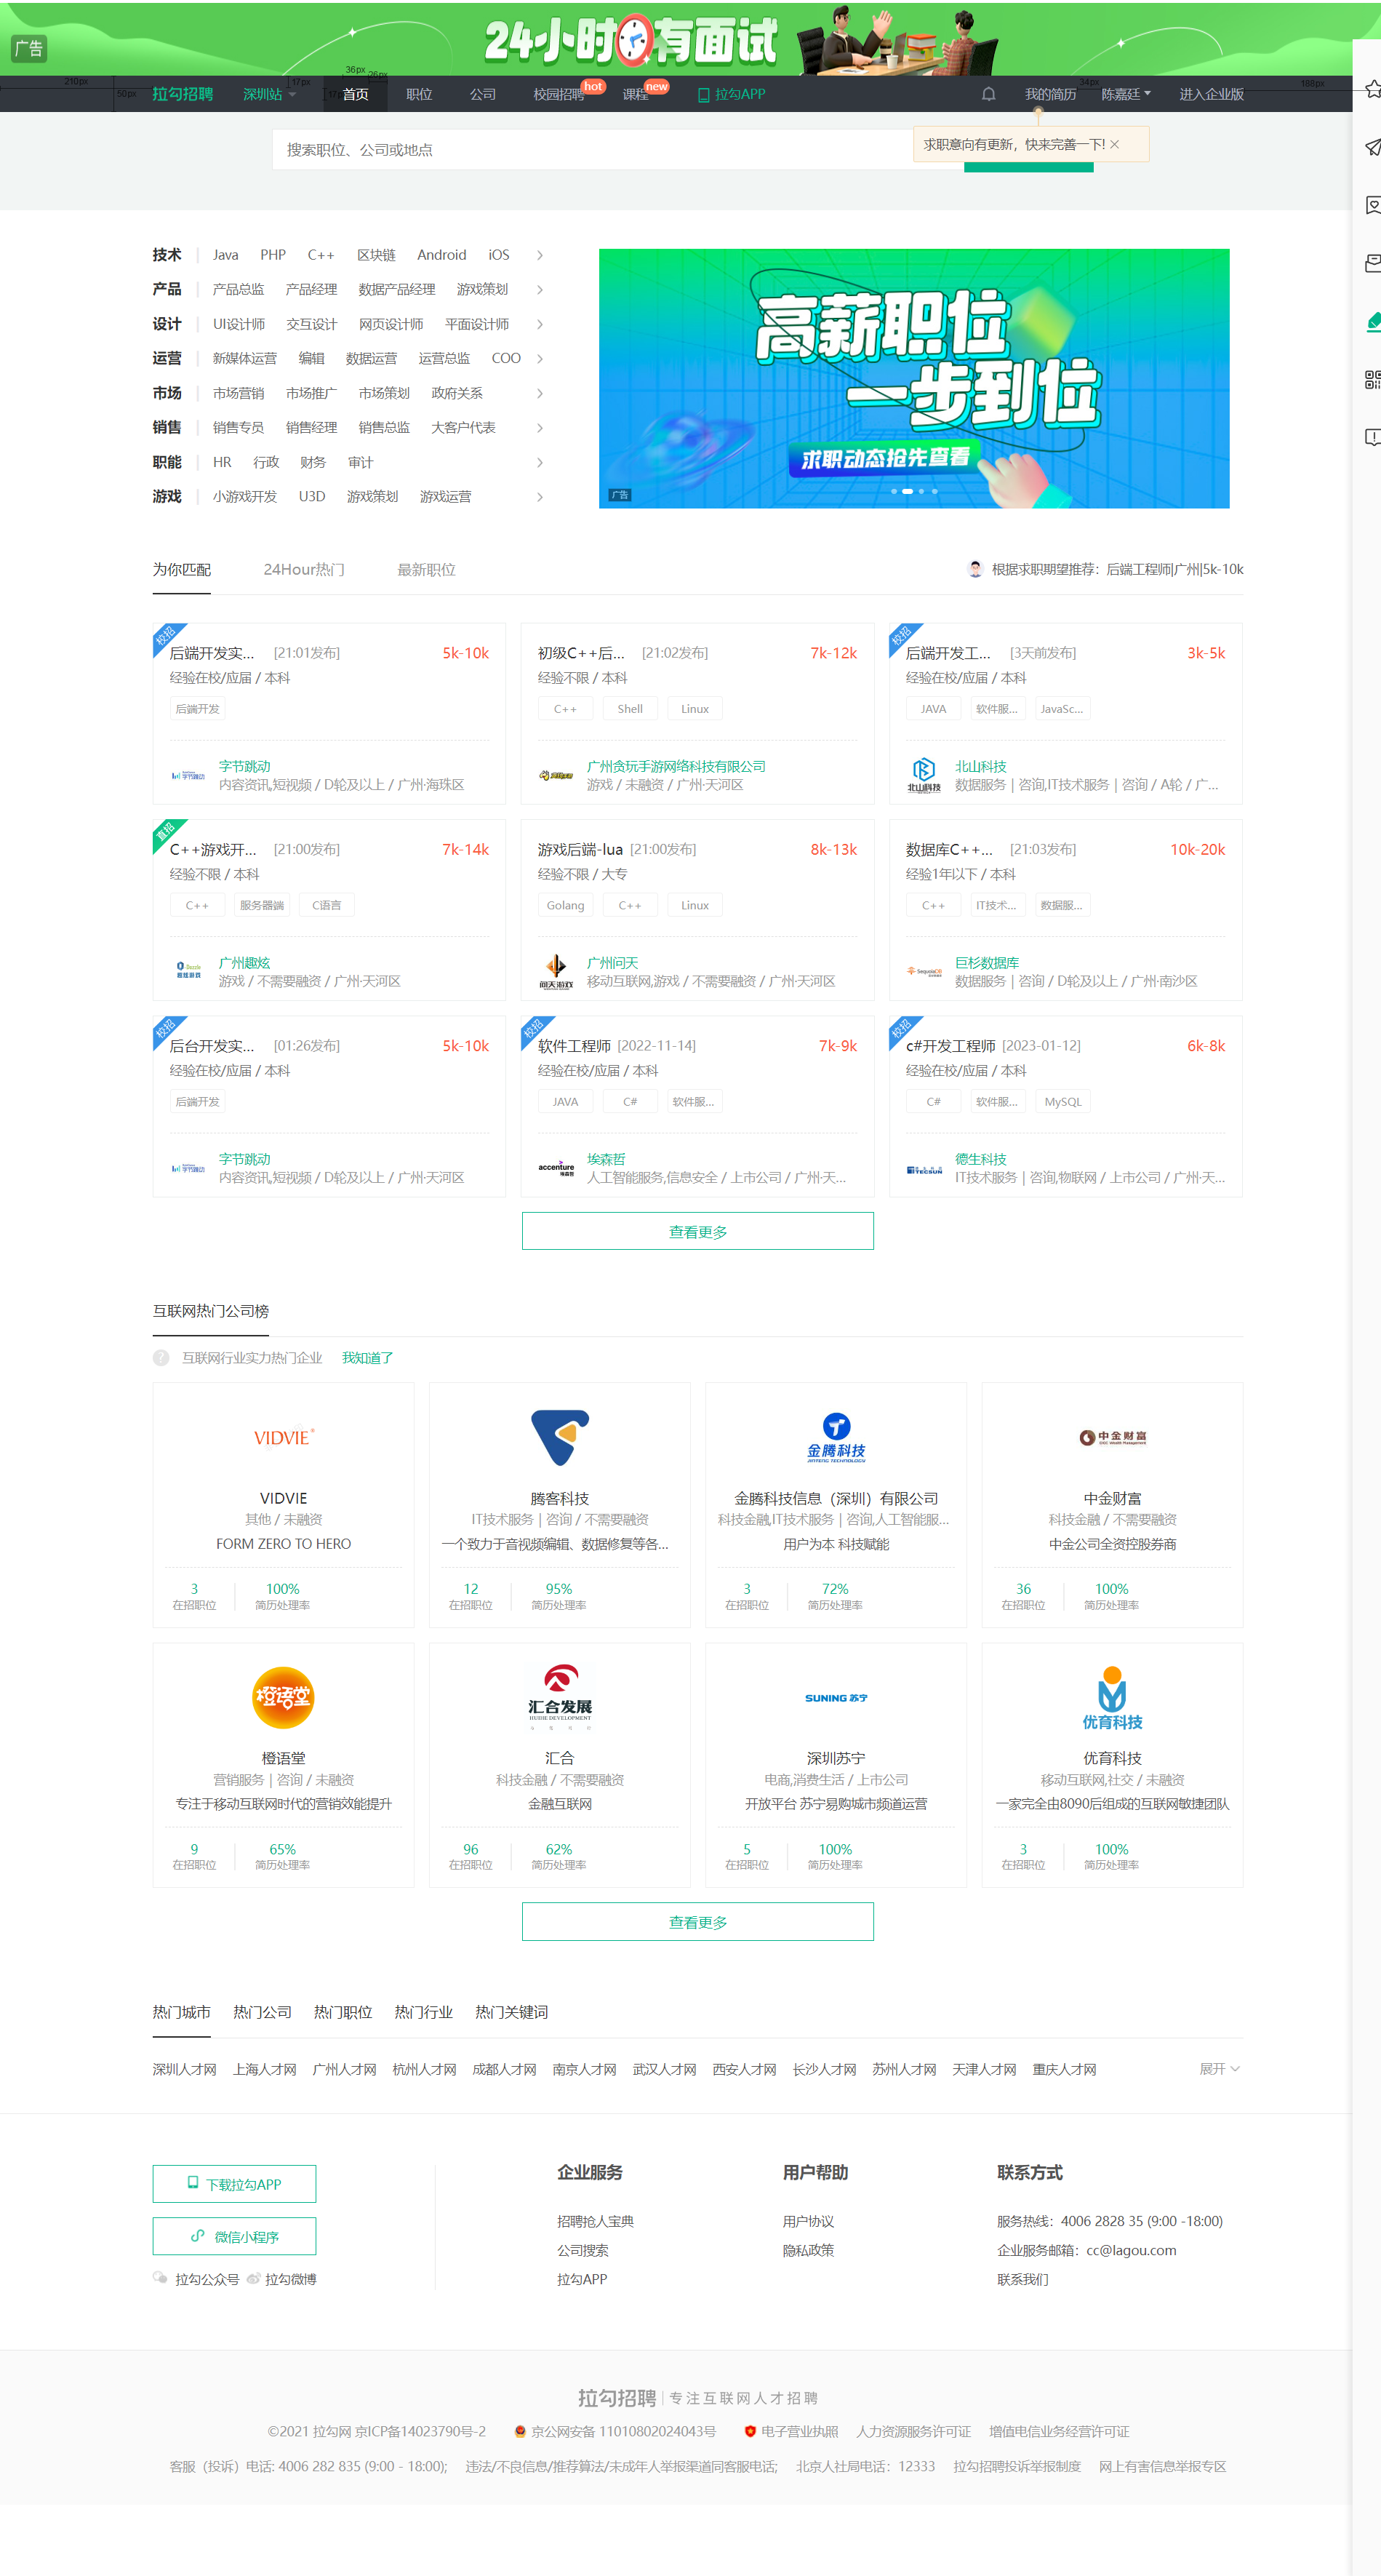 24小时有面试
广告
210px 50px 17px 17px 36px 26px 34px 188px
拉勾招聘 深圳站 首页 职位 公司 校园招聘 hot 课程 new 拉勾APP 我的简历 陈嘉廷 进入企业版
搜索职位、公司或地点
求职意向有更新，快来完善一下!
技术 Java PHP C++ 区块链 Android iOS
产品 产品总监 产品经理 数据产品经理 游戏策划
设计 UI设计师 交互设计 网页设计师 平面设计师
运营 新媒体运营 编辑 数据运营 运营总监 COO
市场 市场营销 市场推广 市场策划 政府关系
销售 销售专员 销售经理 销售总监 大客户代表
职能 HR 行政 财务 审计
游戏 小游戏开发 U3D 游戏策划 游戏运营
高薪职位
一步到位
求职动态抢先查看
广告
为你匹配 24Hour热门 最新职位 根据求职期望推荐：后端工程师|广州|5k-10k
校招
后端开发实... [21:01发布] 5k-10k
经验在校/应届 / 本科
后端开发
字节跳动
内容资讯,短视频 / D轮及以上 / 广州·海珠区
初级C++后... [21:02发布] 7k-12k
经验不限 / 本科
C++ Shell Linux
广州贪玩手游网络科技有限公司
游戏 / 未融资 / 广州·天河区
校招
后端开发工... [3天前发布] 3k-5k
经验在校/应届 / 本科
JAVA 软件服... JavaSc...
北山科技
北山科技
数据服务｜咨询,IT技术服务｜咨询 / A轮 / 广...
直招
C++游戏开... [21:00发布] 7k-14k
经验不限 / 本科
C++ 服务器端 C语言
广州趣炫
游戏 / 不需要融资 / 广州·天河区
游戏后端-lua [21:00发布] 8k-13k
经验不限 / 大专
Golang C++ Linux
问天游戏
广州问天
移动互联网,游戏 / 不需要融资 / 广州·天河区
数据库C++... [21:03发布] 10k-20k
经验1年以下 / 本科
C++ IT技术... 数据服...
SequoiaDB
巨杉数据库
数据服务｜咨询 / D轮及以上 / 广州·南沙区
校招
后台开发实... [01:26发布] 5k-10k
经验在校/应届 / 本科
后端开发
字节跳动
字节跳动
内容资讯,短视频 / D轮及以上 / 广州·天河区
校招
软件工程师 [2022-11-14] 7k-9k
经验在校/应届 / 本科
JAVA C# 软件服...
accenture
埃森哲
埃森哲
人工智能服务,信息安全 / 上市公司 / 广州·天...
校招
c#开发工程师 [2023-01-12] 6k-8k
经验在校/应届 / 本科
C# 软件服... MySQL
TECSUN
德生科技
IT技术服务｜咨询,物联网 / 上市公司 / 广州·天...
查看更多
互联网热门公司榜
? 互联网行业实力热门企业 我知道了
VIDVIE
VIDVIE
其他 / 未融资
FORM ZERO TO HERO
3 100%
在招职位 简历处理率
腾客科技
IT技术服务｜咨询 / 不需要融资
一个致力于音视频编辑、数据修复等各...
12 95%
在招职位 简历处理率
金腾科技
JINTENG TECHNOLOGY
金腾科技信息（深圳）有限公司
科技金融,IT技术服务｜咨询,人工智能服...
用户为本 科技赋能
3 72%
在招职位 简历处理率
中金财富
中金财富
科技金融 / 不需要融资
中金公司全资控股券商
36 100%
在招职位 简历处理率
橙语堂
橙语堂
营销服务｜咨询 / 未融资
专注于移动互联网时代的营销效能提升
9 65%
在招职位 简历处理率
汇合发展
HUIHE DEVELOPMENT
汇合
科技金融 / 不需要融资
金融互联网
96 62%
在招职位 简历处理率
SUNING 苏宁
深圳苏宁
电商,消费生活 / 上市公司
开放平台 苏宁易购城市频道运营
5 100%
在招职位 简历处理率
优育科技
优育科技
移动互联网,社交 / 未融资
一家完全由8090后组成的互联网敏捷团队
3 100%
在招职位 简历处理率
查看更多
热门城市 热门公司 热门职位 热门行业 热门关键词
深圳人才网 上海人才网 广州人才网 杭州人才网 成都人才网 南京人才网 武汉人才网 西安人才网 长沙人才网 苏州人才网 天津人才网 重庆人才网 展开
下载拉勾APP
微信小程序
拉勾公众号 拉勾微博
企业服务
招聘抢人宝典
公司搜索
拉勾APP
用户帮助
用户协议
隐私政策
联系方式
服务热线：4006 2828 35 (9:00 -18:00)
企业服务邮箱：cc@lagou.com
联系我们
拉勾招聘 | 专注互联网人才招聘
©2021 拉勾网 京ICP备14023790号-2 京公网安备 11010802024043号 电子营业执照 人力资源服务许可证 增值电信业务经营许可证
客服（投诉）电话: 4006 282 835 (9:00 - 18:00); 违法/不良信息/推荐算法/未成年人举报渠道同客服电话; 北京人社局电话：12333 拉勾招聘投诉举报制度 网上有害信息举报专区